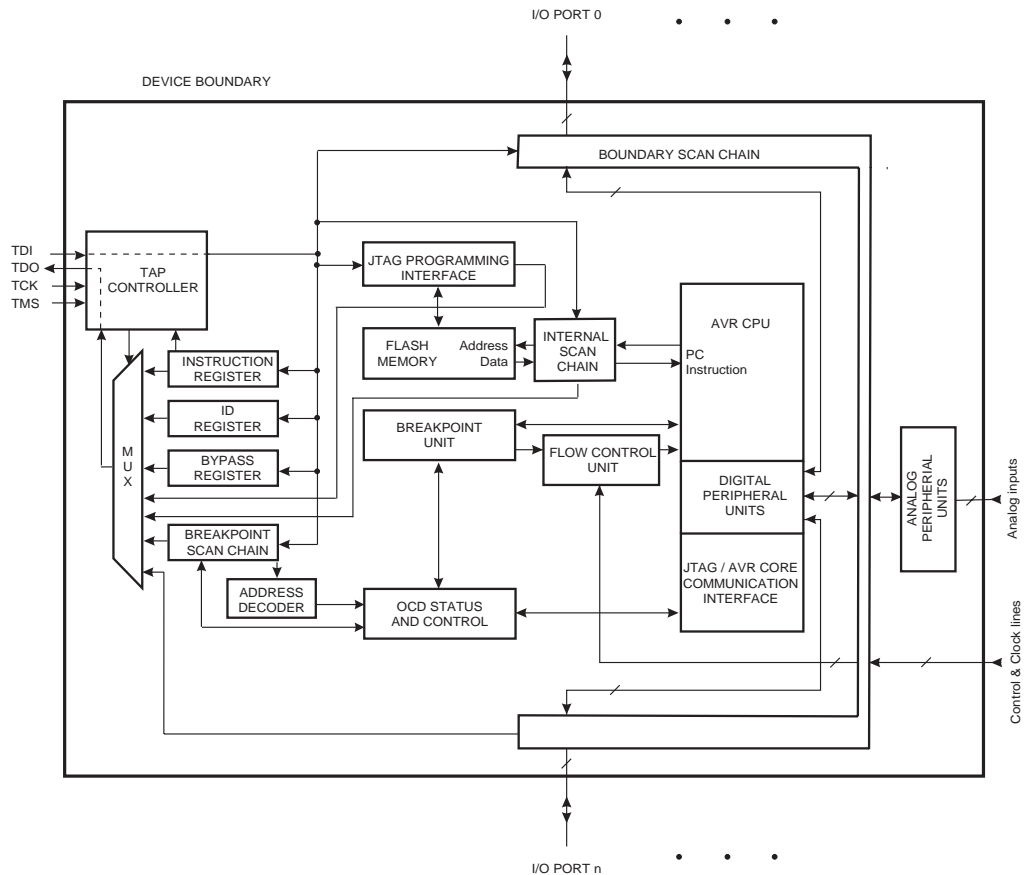 I/O PORT 0
DEVICE BOUNDARY
BOUNDARY SCAN CHAIN
TDI
TDO
TCK
TMS
TAP
CONTROLLER
JTAG PROGRAMMING
INTERFACE
AVR CPU
FLASH
MEMORY
Address
Data
INTERNAL
SCAN
CHAIN
PC
Instruction
INSTRUCTION
REGISTER
ID
REGISTER
M
U
X
BYPASS
REGISTER
BREAKPOINT
UNIT
FLOW CONTROL
UNIT
DIGITAL
PERIPHERAL
UNITS
ANALOG
PERIPHERIAL
UNITS
Analog inputs
BREAKPOINT
SCAN CHAIN
ADDRESS
DECODER
OCD STATUS
AND CONTROL
JTAG / AVR CORE
COMMUNICATION
INTERFACE
Control & Clock lines
I/O PORT n